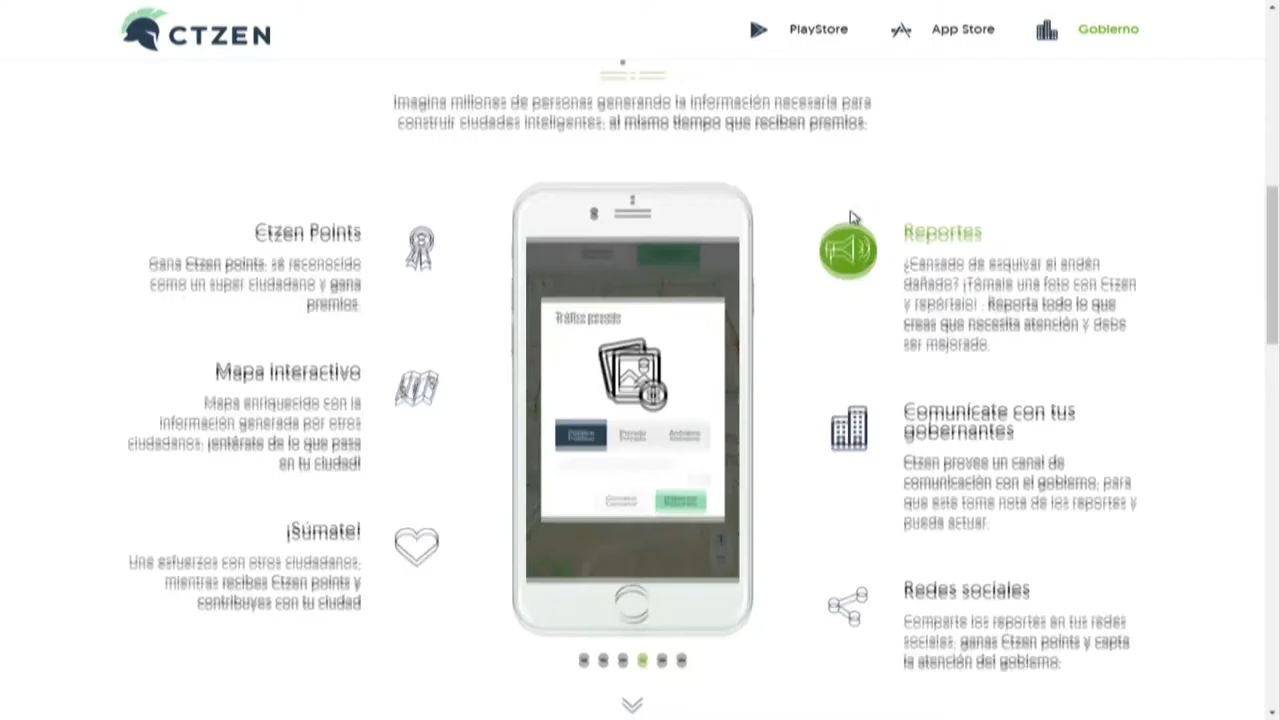 CTZEN
PlayStore
App Store
Gobierno
Imagina millones de personas generando la información necesaria para
construir ciudades inteligentes, al mismo tiempo que reciben premios.
Ctzen Points
Gana Ctzen points, sé reconocido
como un super ciudadano y gana
premios.
Mapa interactivo
Mapa enriquecido con la
información generada por otros
ciudadanos, ¡entérate de lo que pasa
en tu ciudad!
¡Súmate!
Une esfuerzos con otros ciudadanos,
mientras recibes Ctzen points y
contribuyes con tu ciudad
Tráfico pesado
Público
Privado
Anónimo
Reportes
¿Cansado de esquivar el andén
dañado? ¡Tómale una foto con Ctzen
y repórtalo! . Reporta todo lo que
creas que necesita atención y debe
ser mejorado.
Comunícate con tus
gobernantes
Ctzen provee un canal de
comunicación con el gobierno, para
que este tome nota de los reportes y
pueda actuar.
Redes sociales
Comparte los reportes en tus redes
sociales, ganas Ctzen points y capta
la atención del gobierno.